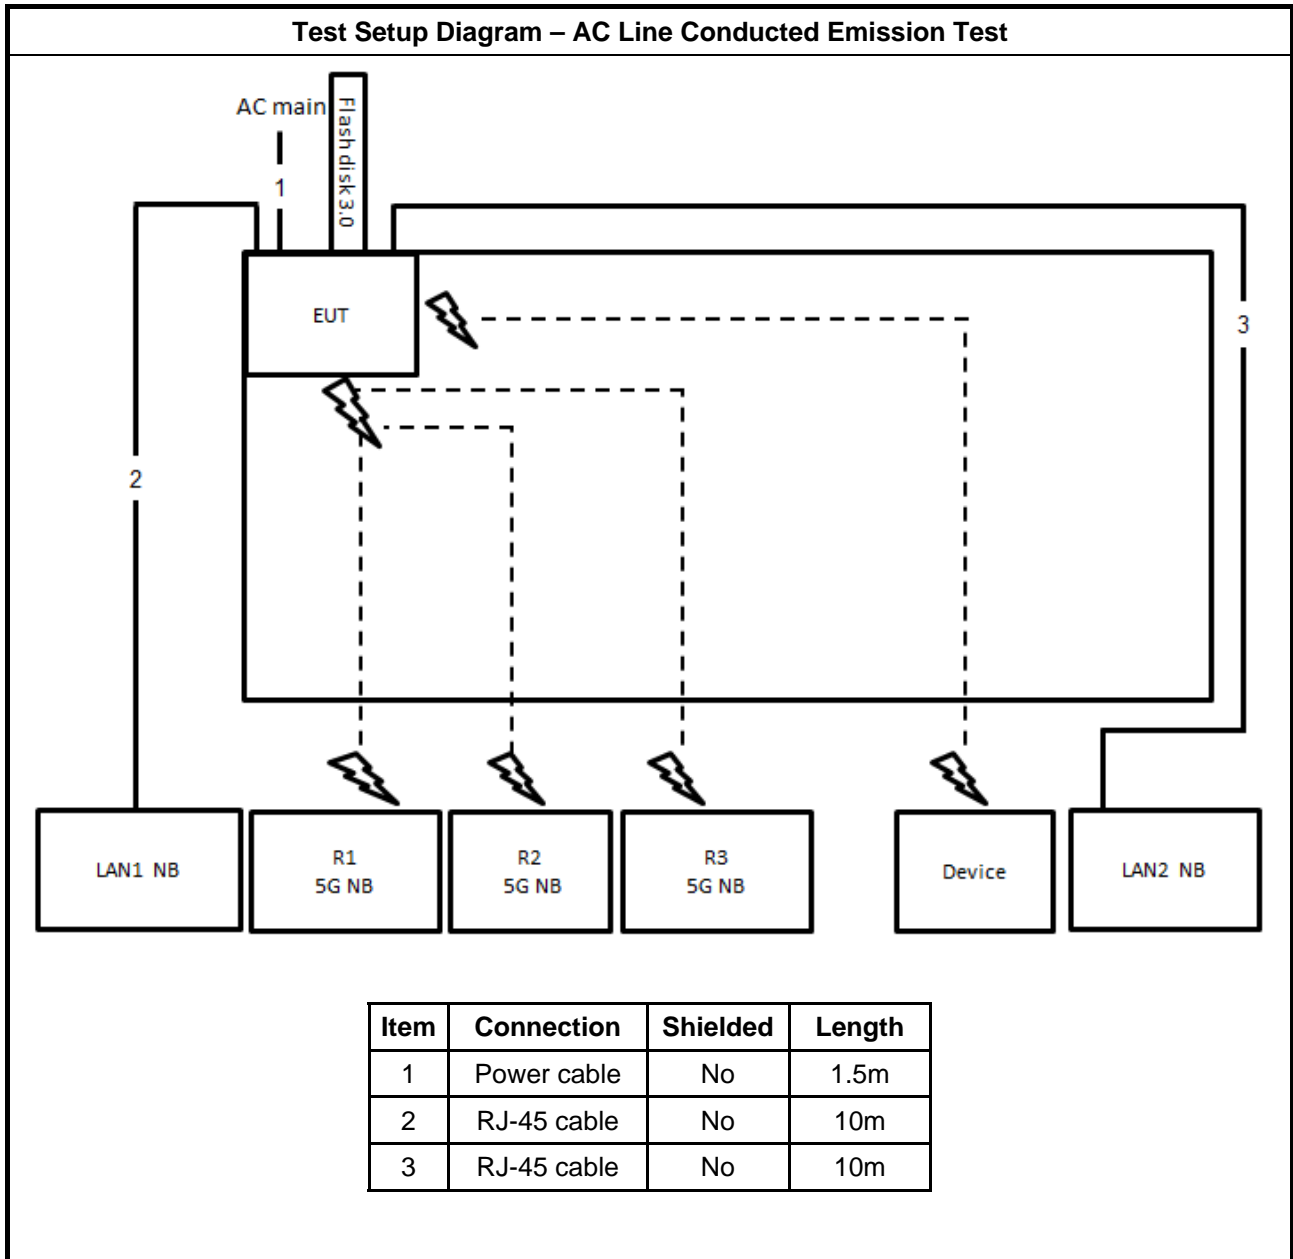 Test Setup Diagram – AC Line Conducted Emission Test
AC main
Flash disk 3.0
1
EUT
3
2
LAN1 NB
R1
5G NB
R2
5G NB
R3
5G NB
Device
LAN2 NB
Item Connection Shielded Length
1 Power cable No 1.5m
2 RJ-45 cable No 10m
3 RJ-45 cable No 10m